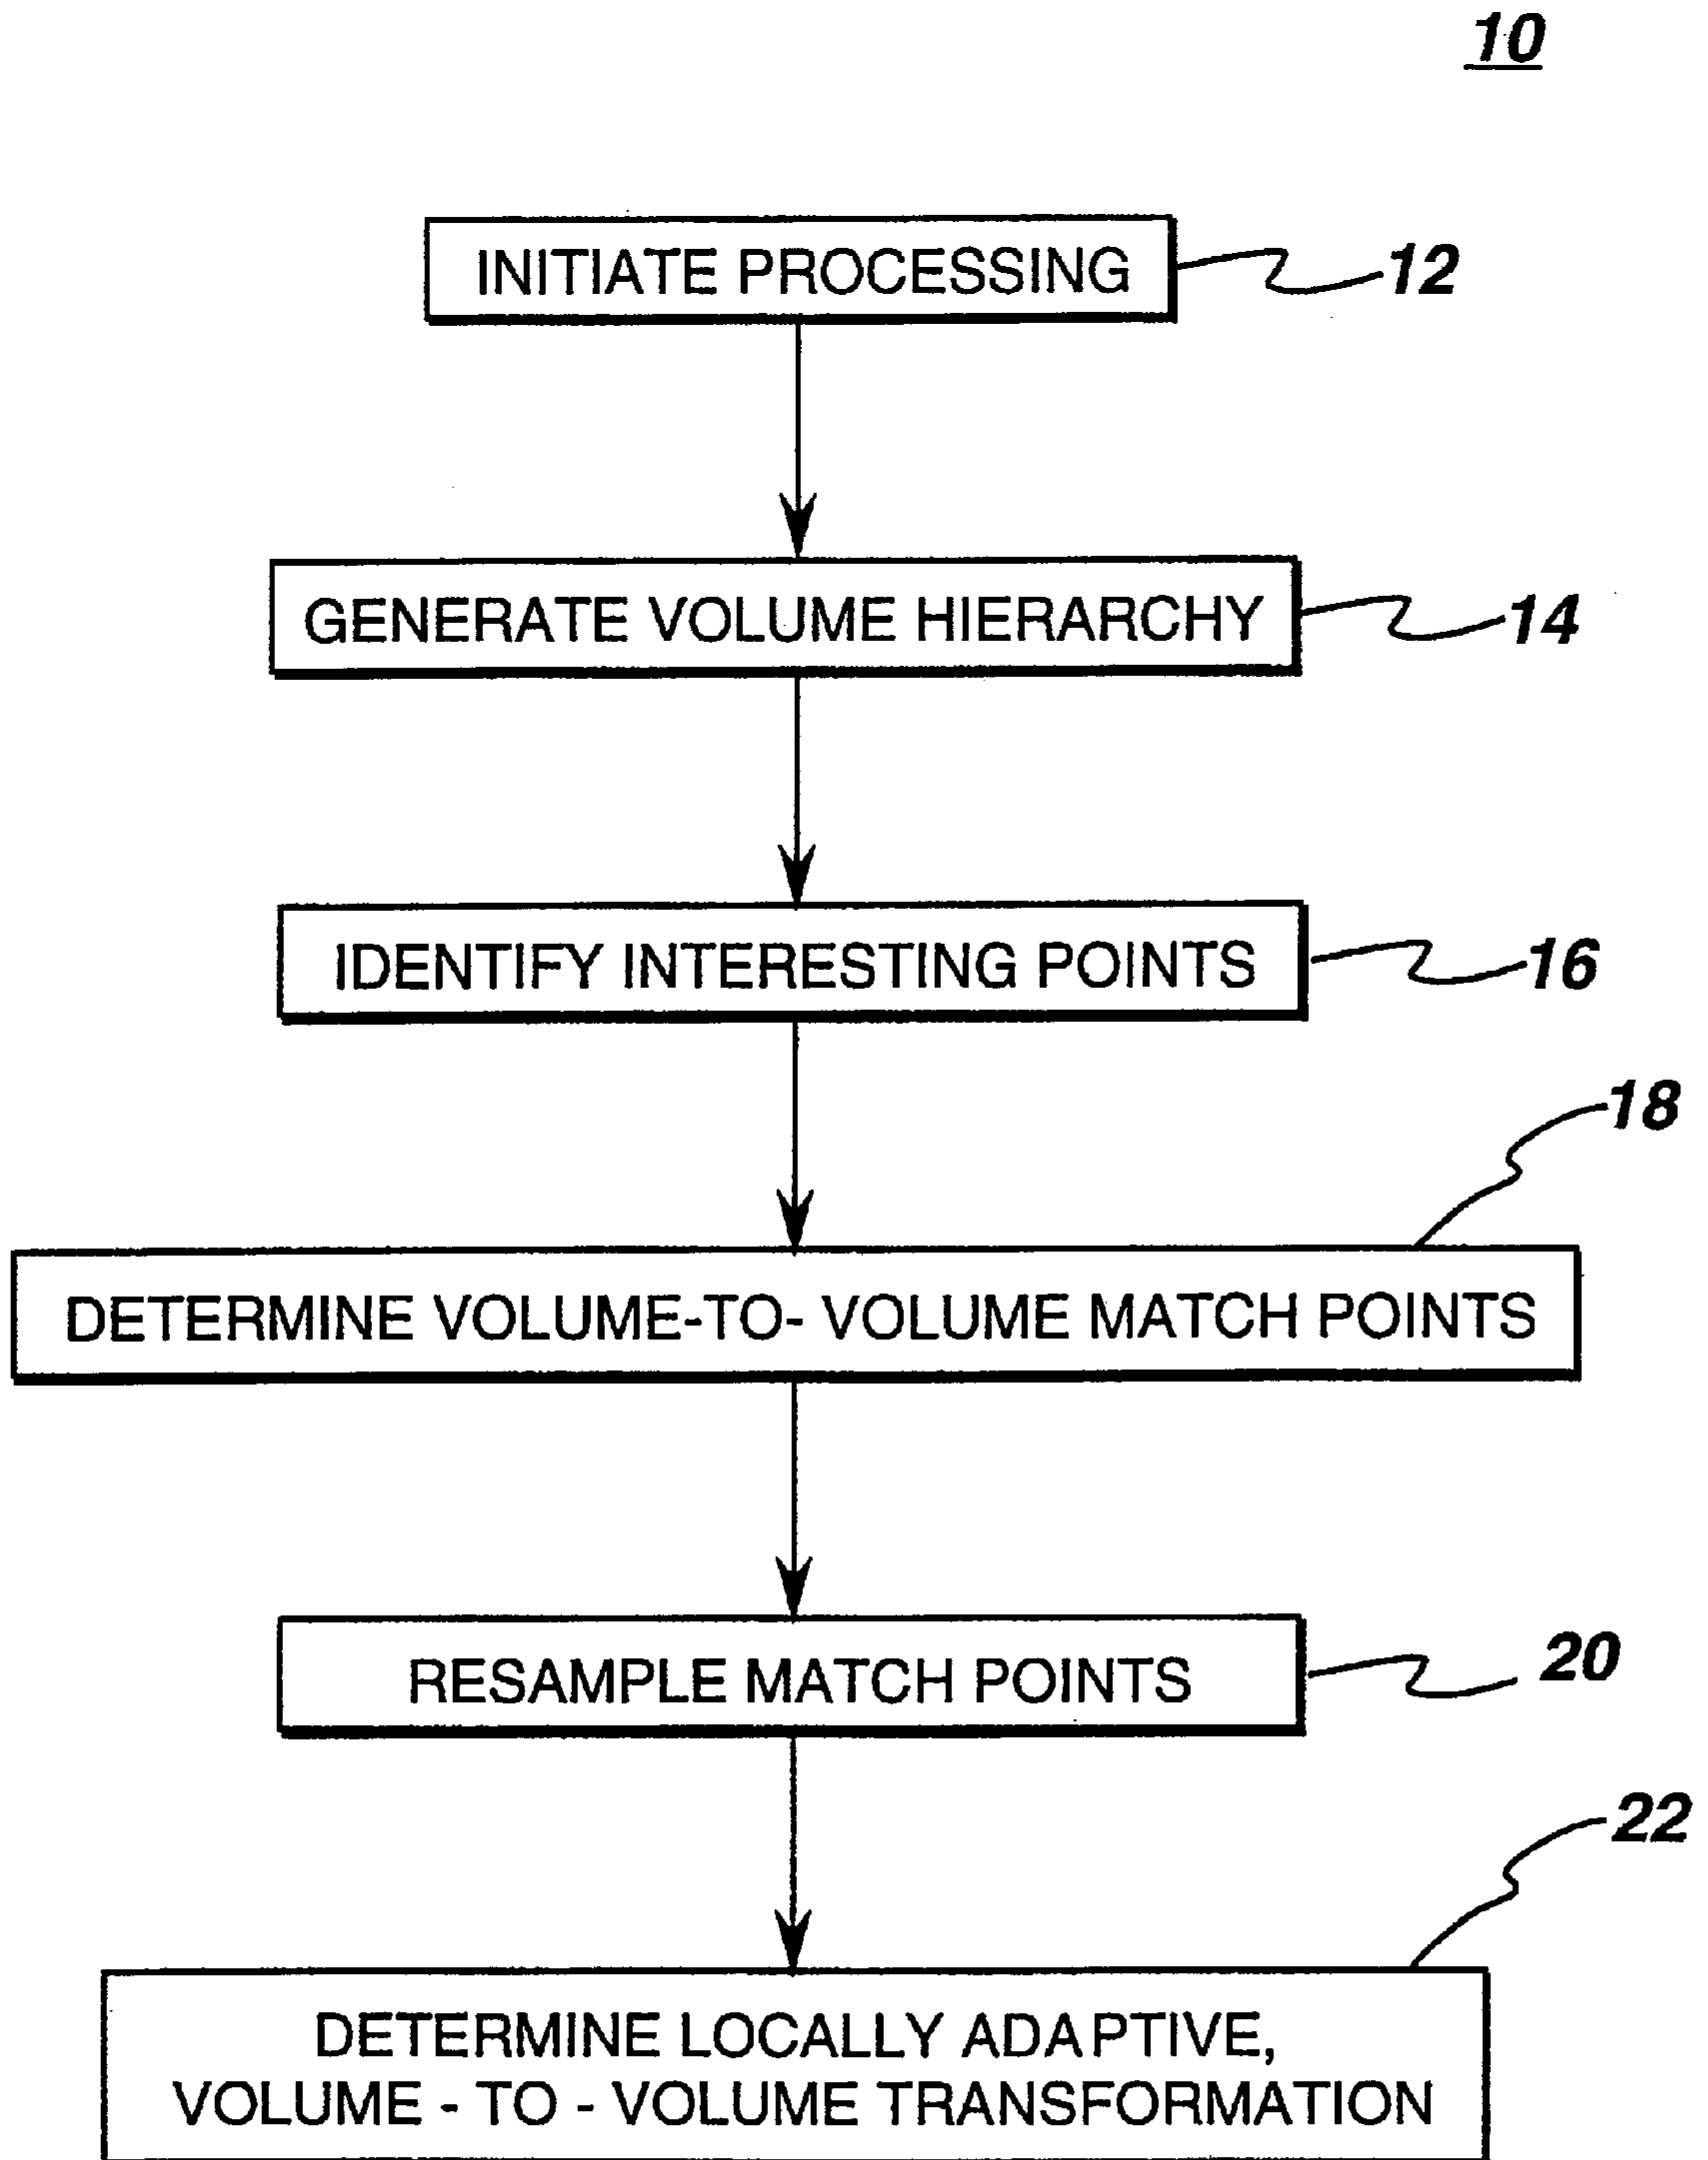 10
INITIATE PROCESSING
12
GENERATE VOLUME HIERARCHY
14
IDENTIFY INTERESTING POINTS
16
18
DETERMINE VOLUME-TO- VOLUME MATCH POINTS
RESAMPLE MATCH POINTS
20
22
DETERMINE LOCALLY ADAPTIVE,
VOLUME - TO - VOLUME TRANSFORMATION